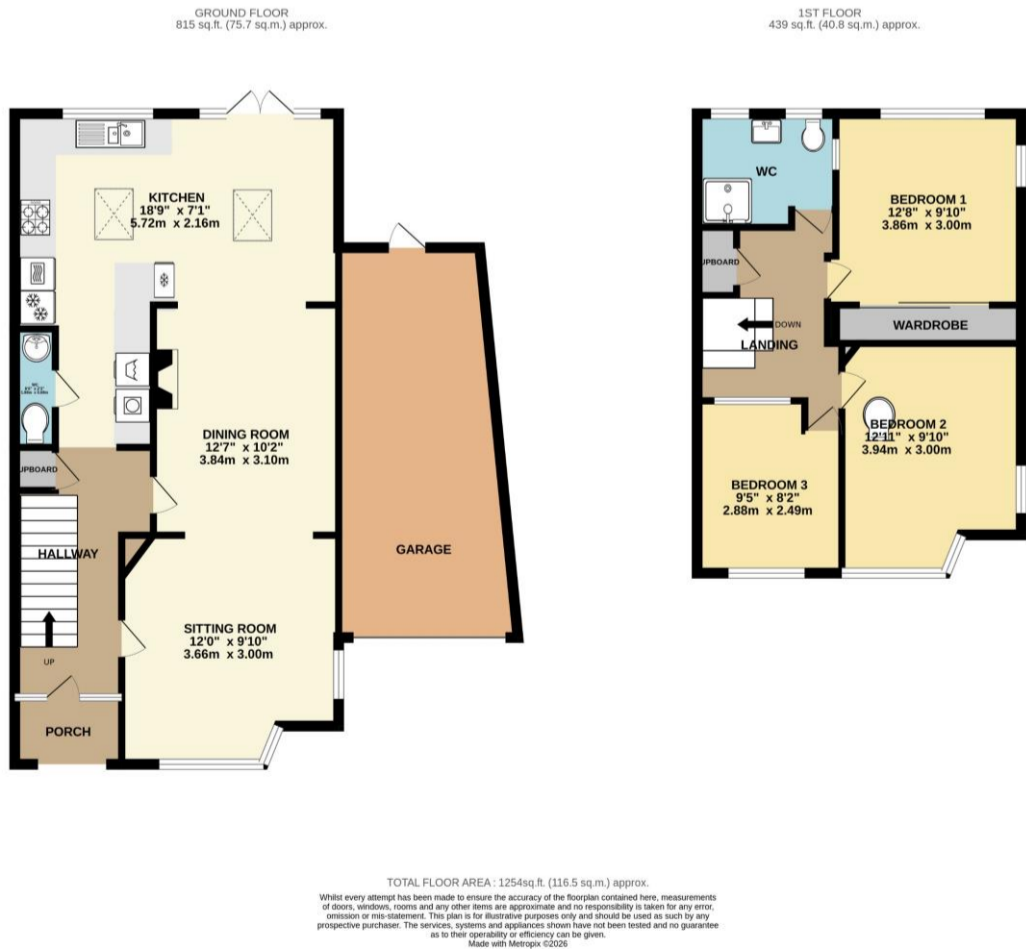 GROUND FLOOR
815 sq.ft. (75.7 sq.m.) approx.
1ST FLOOR
439 sq.ft. (40.8 sq.m.) approx.
KITCHEN
18'9" x 7'1"
5.72m x 2.16m
UPBOARD
DINING ROOM
12'7" x 10'2"
3.84m x 3.10m
HALLWAY
GARAGE
SITTING ROOM
12'0" x 9'10"
3.66m x 3.00m
UP
PORCH
WC
BEDROOM 1
12'8" x 9'10"
3.86m x 3.00m
UPBOARD
DOWN
LANDING
WARDROBE
BEDROOM 2
12'11" x 9'10"
3.94m x 3.00m
BEDROOM 3
9'5" x 8'2"
2.88m x 2.49m
TOTAL FLOOR AREA : 1254sq.ft. (116.5 sq.m.) approx.
Whilst every attempt has been made to ensure the accuracy of the floorplan contained here, measurements
of doors, windows, rooms and any other items are approximate and no responsibility is taken for any error,
omission or mis-statement. This plan is for illustrative purposes only and should be used as such by any
prospective purchaser. The services, systems and appliances shown have not been tested and no guarantee
as to their operability or efficiency can be given.
Made with Metropix ©2026